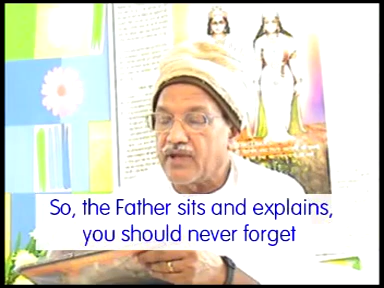 So, the Father sits and explains,
you should never forget